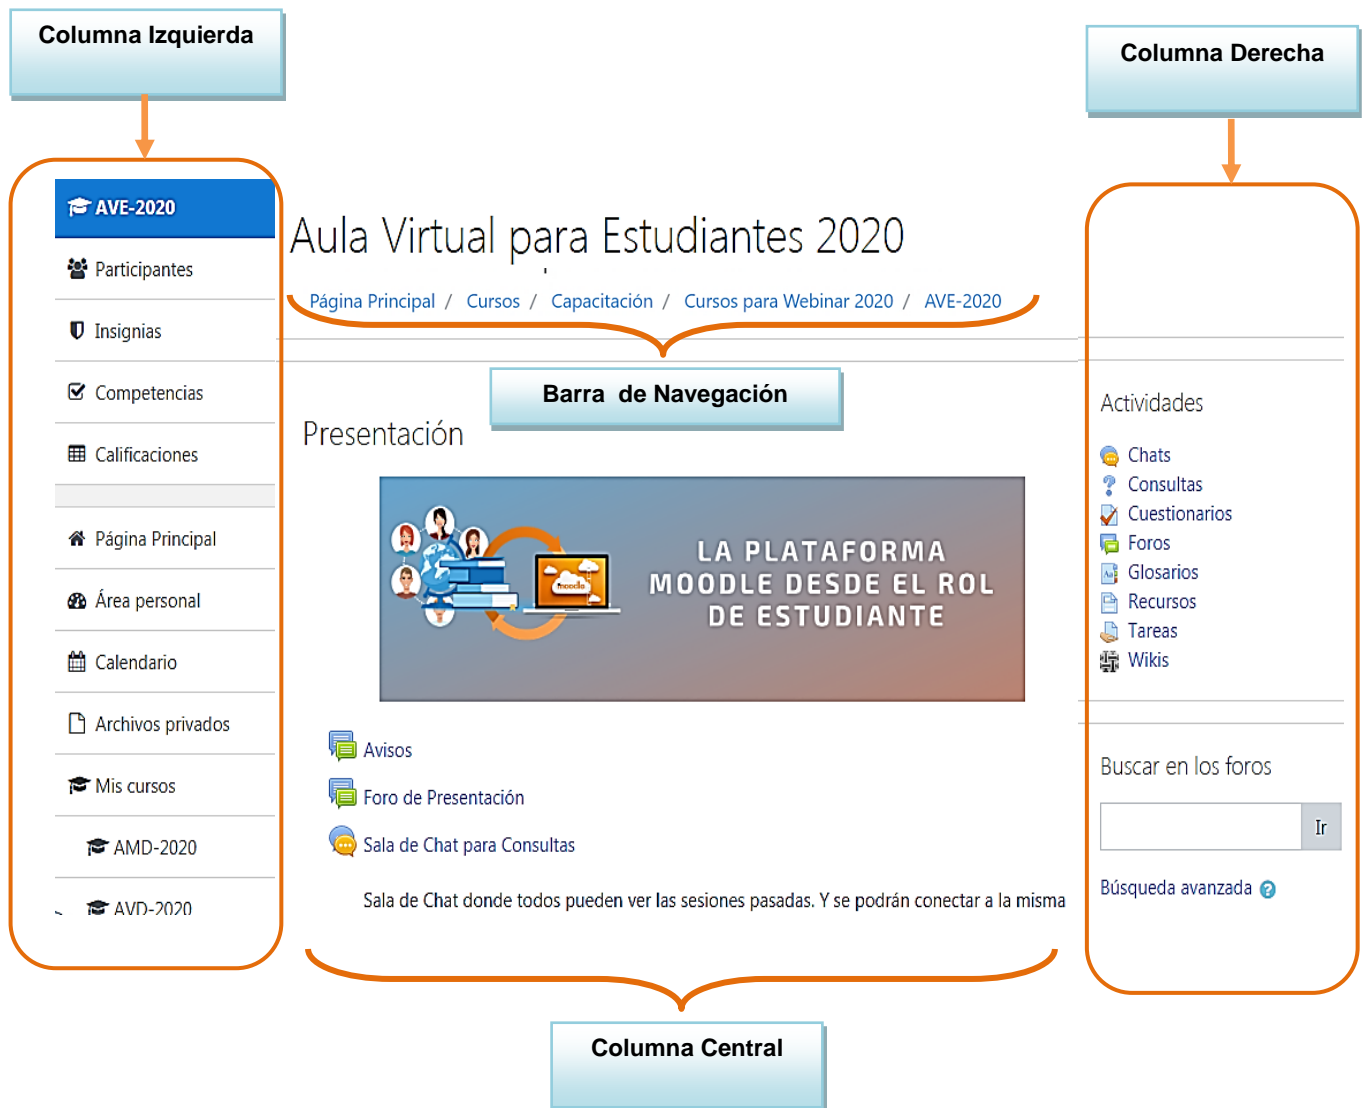 Columna Izquierda
Columna Derecha
AVE-2020
Participantes
Insignias
Competencias
Calificaciones
Página Principal
Área personal
Calendario
Archivos privados
Mis cursos
AMD-2020
AVD-2020
Aula Virtual para Estudiantes 2020
Página Principal / Cursos / Capacitación / Cursos para Webinar 2020 / AVE-2020
Barra de Navegación
Presentación
moodle
LA PLATAFORMA
MOODLE DESDE EL ROL
DE ESTUDIANTE
Avisos
Foro de Presentación
Sala de Chat para Consultas
Sala de Chat donde todos pueden ver las sesiones pasadas. Y se podrán conectar a la misma
Actividades
Chats
Consultas
Cuestionarios
Foros
Glosarios
Recursos
Tareas
Wikis
Buscar en los foros
Ir
Búsqueda avanzada
Columna Central